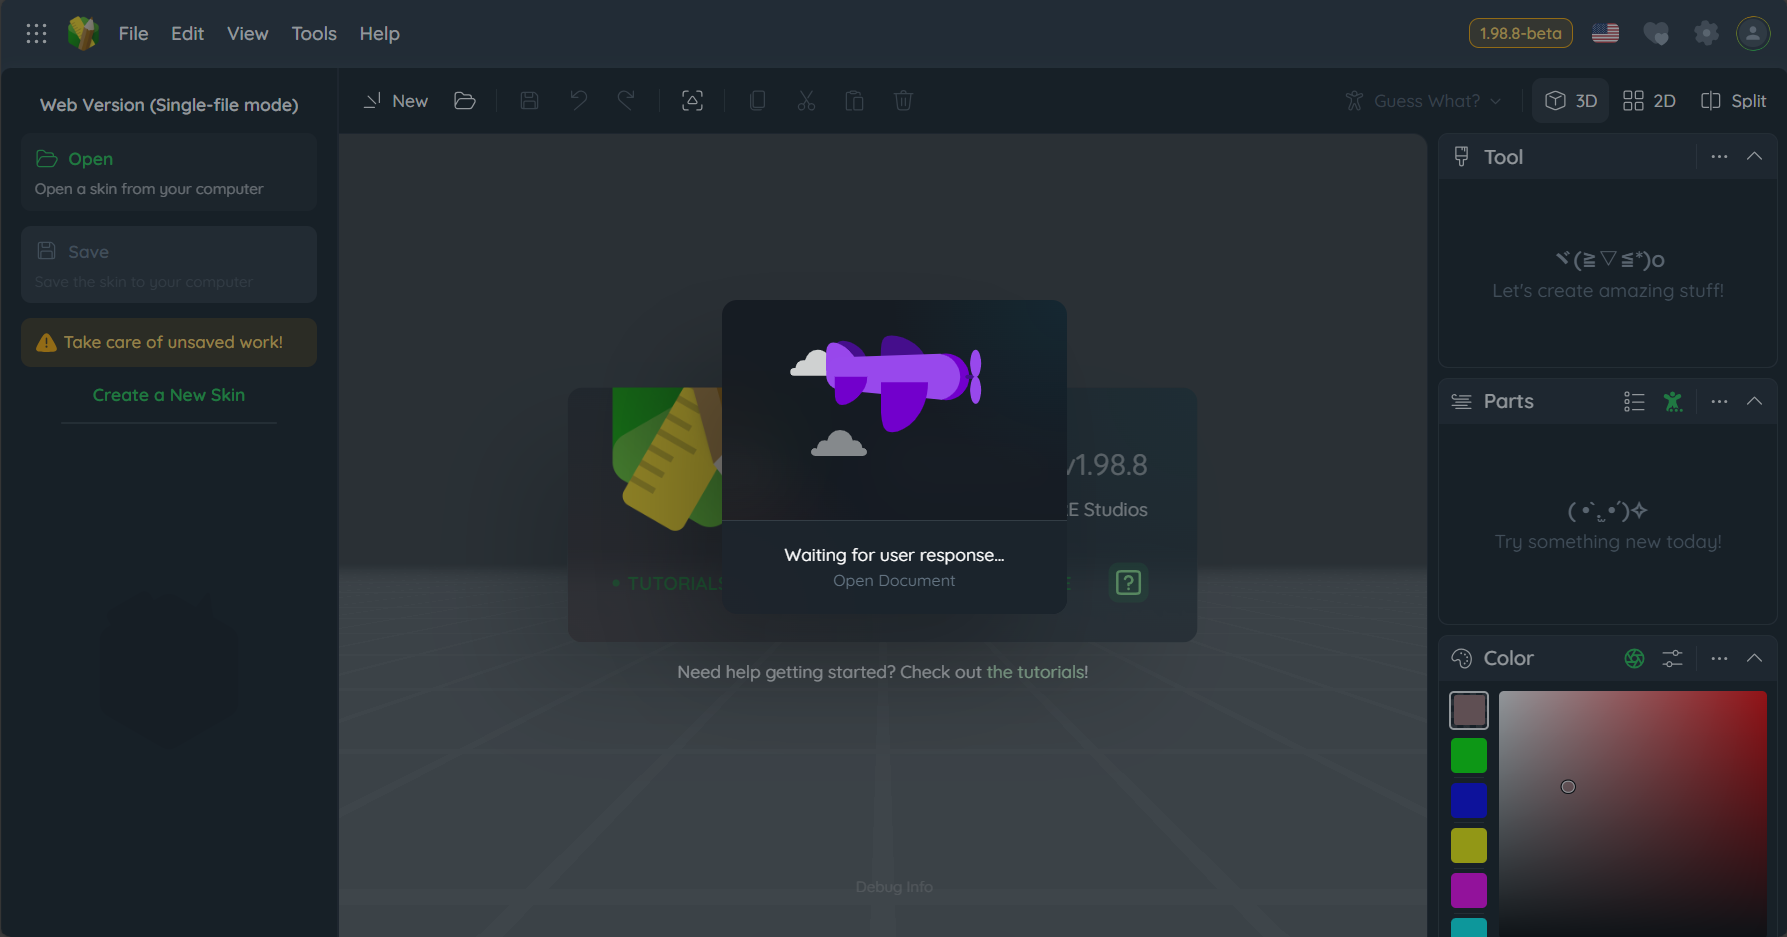 File Edit View Tools Help
1.98.8-beta
Web Version (Single-file mode)
Open
Open a skin from your computer
Save
Save the skin to your computer
Take care of unsaved work!
Create a New Skin
New
Guess What?
3D
2D
Split
v1.98.8
E Studios
• TUTORIALS
E
Waiting for user response...
Open Document
Need help getting started? Check out the tutorials!
Debug Info
Tool
ヾ(≧▽≦*)o
Let's create amazing stuff!
Parts
Try something new today!
Color